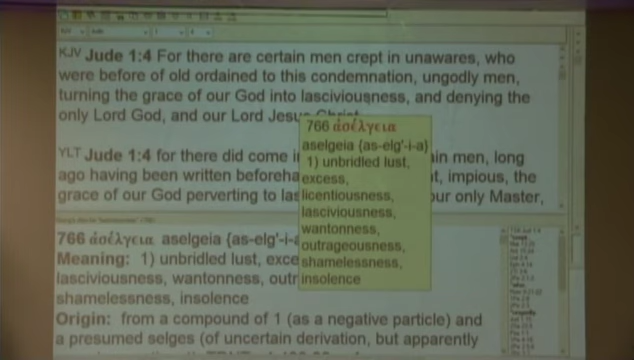 KJV Jude 1:4 For there are certain men crept in unawares, who
were before of old ordained to this condemnation, ungodly men,
turning the grace of our God into lasciviousness, and denying the
only Lord God, and our Lord Jesus Christ.
YLT Jude 1:4 for there did come i in men, long
ago having been written beforeha t, impious, the
grace of our God perverting to las ur only Master,
766 ἀσέλγεια
aselgeia {as-elg'-i-a}
1) unbridled lust,
excess,
licentiousness,
lasciviousness,
wantonness,
outrageousness,
shamelessness,
insolence
766 ἀσέλγεια aselgeia {as-elg'-i-a
Meaning: 1) unbridled lust, exce
lasciviousness, wantonness, outr
shamelessness, insolence
Origin: from a compound of 1 (as a negative particle) and
a presumed selges (of uncertain derivation, but apparently